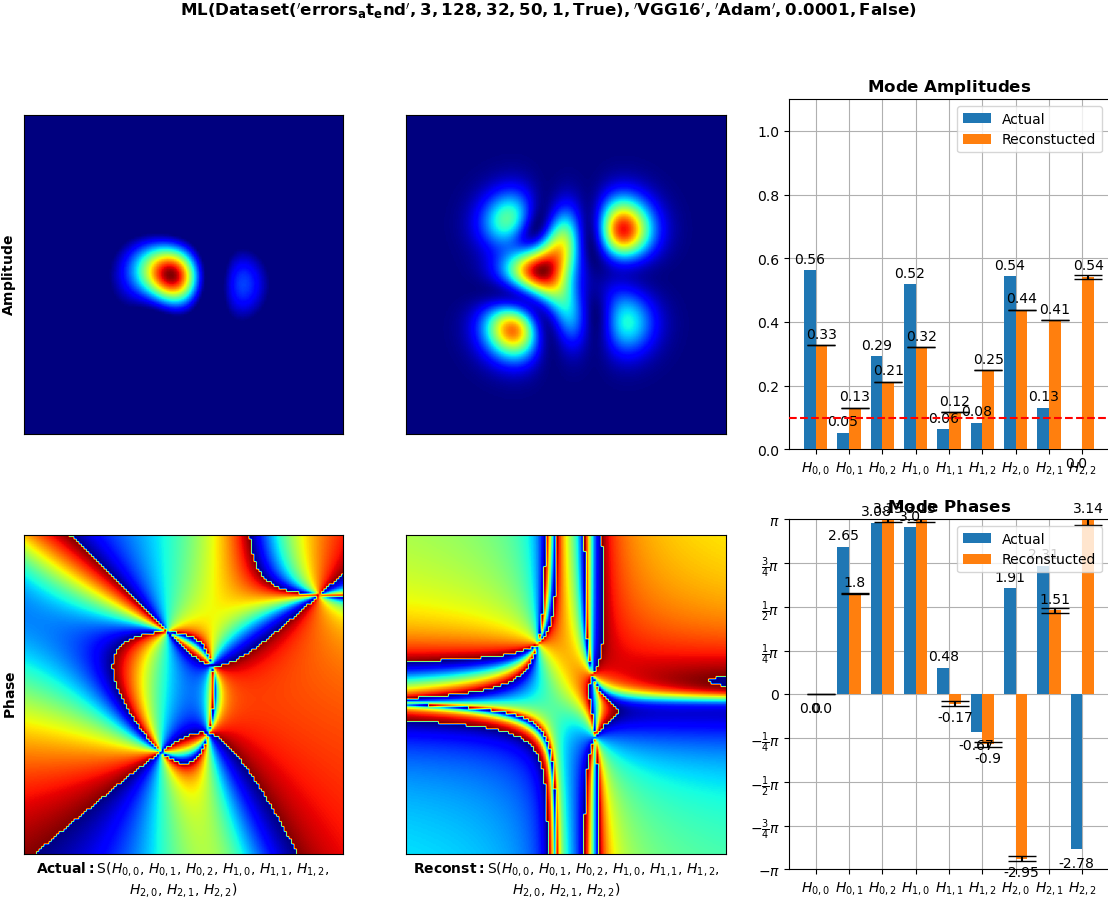 ML(Dataset('errors_at_end', 3, 128, 32, 50, 1, True), 'VGG16', 'Adam', 0.0001, False)
Amplitude
Mode Amplitudes
Actual
Reconstucted
1.0
0.8
0.6
0.4
0.2
0.0
0.56
0.33
0.05
0.13
0.29
0.21
0.52
0.32
0.06
0.12
0.08
0.25
0.54
0.44
0.13
0.41
0.0
0.54
H0,0 H0,1 H0,2 H1,0 H1,1 H1,2 H2,0 H2,1 H2,2
Phase
Mode Phases
Actual
Reconstucted
π
3/4π
1/2π
1/4π
0
−1/4π
−1/2π
−3/4π
−π
0.0
0.0
2.65
1.8
3.08
3.0
0.48
-0.17
-0.67
-0.9
1.91
-2.95
1.51
-2.78
3.14
H0,0 H0,1 H0,2 H1,0 H1,1 H1,2 H2,0 H2,1 H2,2
Actual: S(H0,0, H0,1, H0,2, H1,0, H1,1, H1,2,
H2,0, H2,1, H2,2)
Reconst: S(H0,0, H0,1, H0,2, H1,0, H1,1, H1,2,
H2,0, H2,1, H2,2)